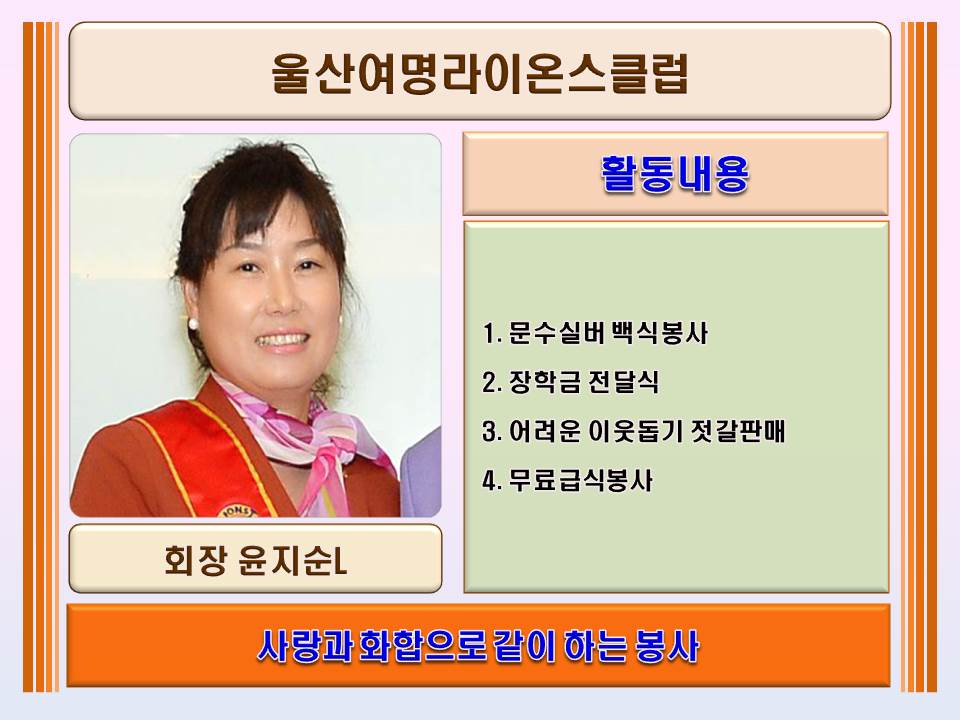 울산여명라이온스클럽
활동내용
1. 문수실버 백식봉사
2. 장학금 전달식
3. 어려운 이웃돕기 젓갈판매
4. 무료급식봉사
회장 윤지순L
사랑과 화합으로 같이 하는 봉사